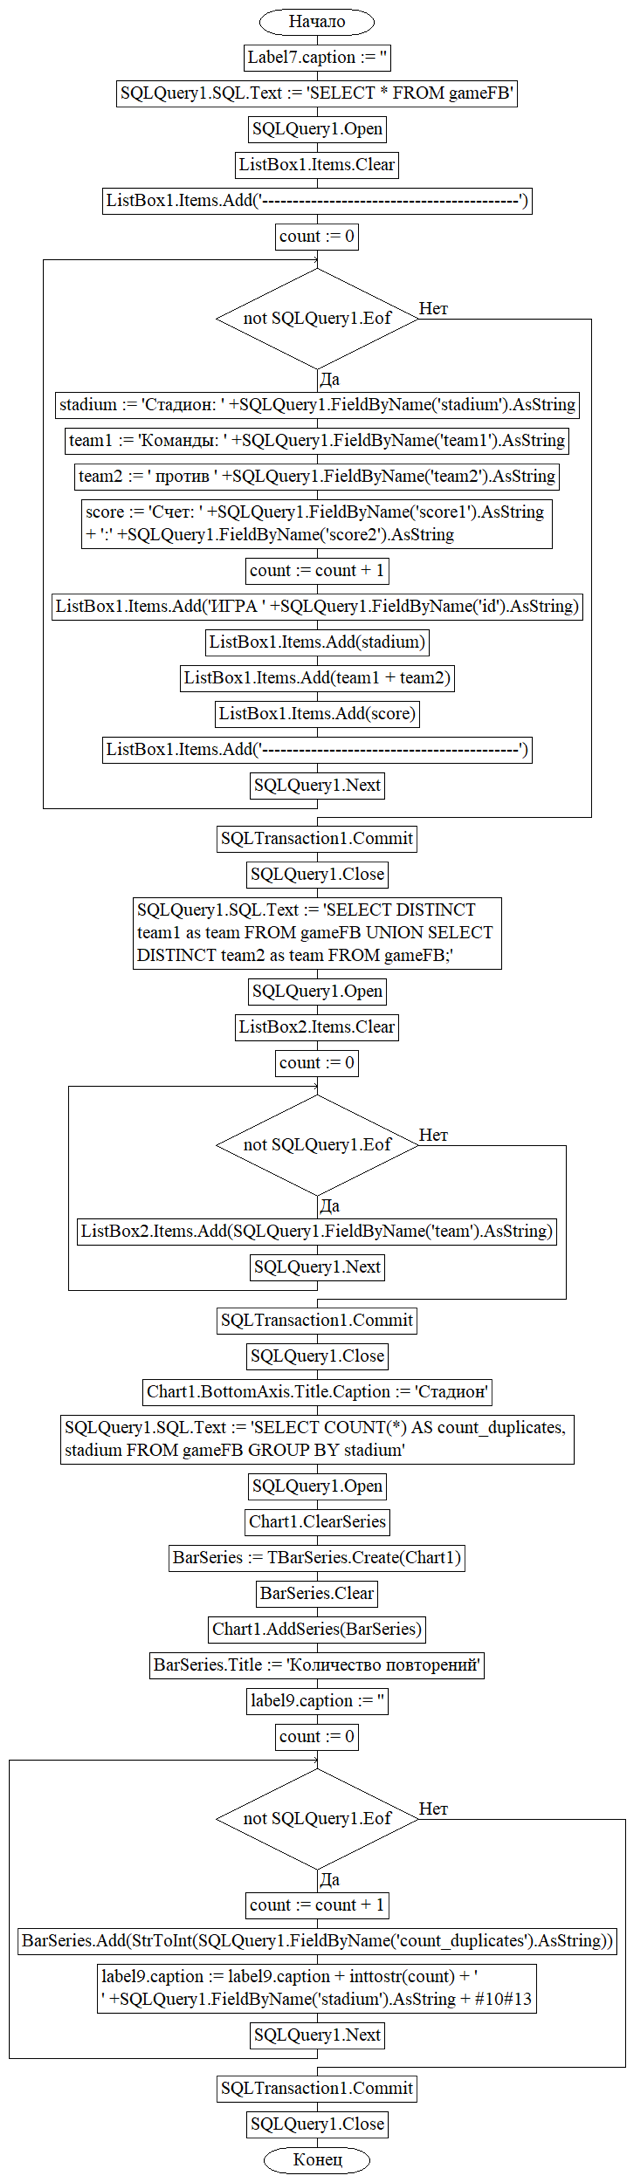 Начало
Label7.caption := ''
SQLQuery1.SQL.Text := 'SELECT * FROM gameFB'
SQLQuery1.Open
ListBox1.Items.Clear
ListBox1.Items.Add('-------------------------------------------')
count := 0
not SQLQuery1.Eof
Нет
Да
stadium := 'Стадион: ' +SQLQuery1.FieldByName('stadium').AsString
team1 := 'Команды: ' +SQLQuery1.FieldByName('team1').AsString
team2 := ' против ' +SQLQuery1.FieldByName('team2').AsString
score := 'Счет: ' +SQLQuery1.FieldByName('score1').AsString
+ ':' +SQLQuery1.FieldByName('score2').AsString
count := count + 1
ListBox1.Items.Add('ИГРА ' +SQLQuery1.FieldByName('id').AsString)
ListBox1.Items.Add(stadium)
ListBox1.Items.Add(team1 + team2)
ListBox1.Items.Add(score)
ListBox1.Items.Add('-------------------------------------------')
SQLQuery1.Next
SQLTransaction1.Commit
SQLQuery1.Close
SQLQuery1.SQL.Text := 'SELECT DISTINCT
team1 as team FROM gameFB UNION SELECT
DISTINCT team2 as team FROM gameFB;'
SQLQuery1.Open
ListBox2.Items.Clear
count := 0
not SQLQuery1.Eof
Нет
Да
ListBox2.Items.Add(SQLQuery1.FieldByName('team').AsString)
SQLQuery1.Next
SQLTransaction1.Commit
SQLQuery1.Close
Chart1.BottomAxis.Title.Caption := 'Стадион'
SQLQuery1.SQL.Text := 'SELECT COUNT(*) AS count_duplicates,
stadium FROM gameFB GROUP BY stadium'
SQLQuery1.Open
Chart1.ClearSeries
BarSeries := TBarSeries.Create(Chart1)
BarSeries.Clear
Chart1.AddSeries(BarSeries)
BarSeries.Title := 'Количество повторений'
label9.caption := ''
count := 0
not SQLQuery1.Eof
Нет
Да
count := count + 1
BarSeries.Add(StrToInt(SQLQuery1.FieldByName('count_duplicates').AsString))
label9.caption := label9.caption + inttostr(count) + '
' +SQLQuery1.FieldByName('stadium').AsString + #10#13
SQLQuery1.Next
SQLTransaction1.Commit
SQLQuery1.Close
Конец